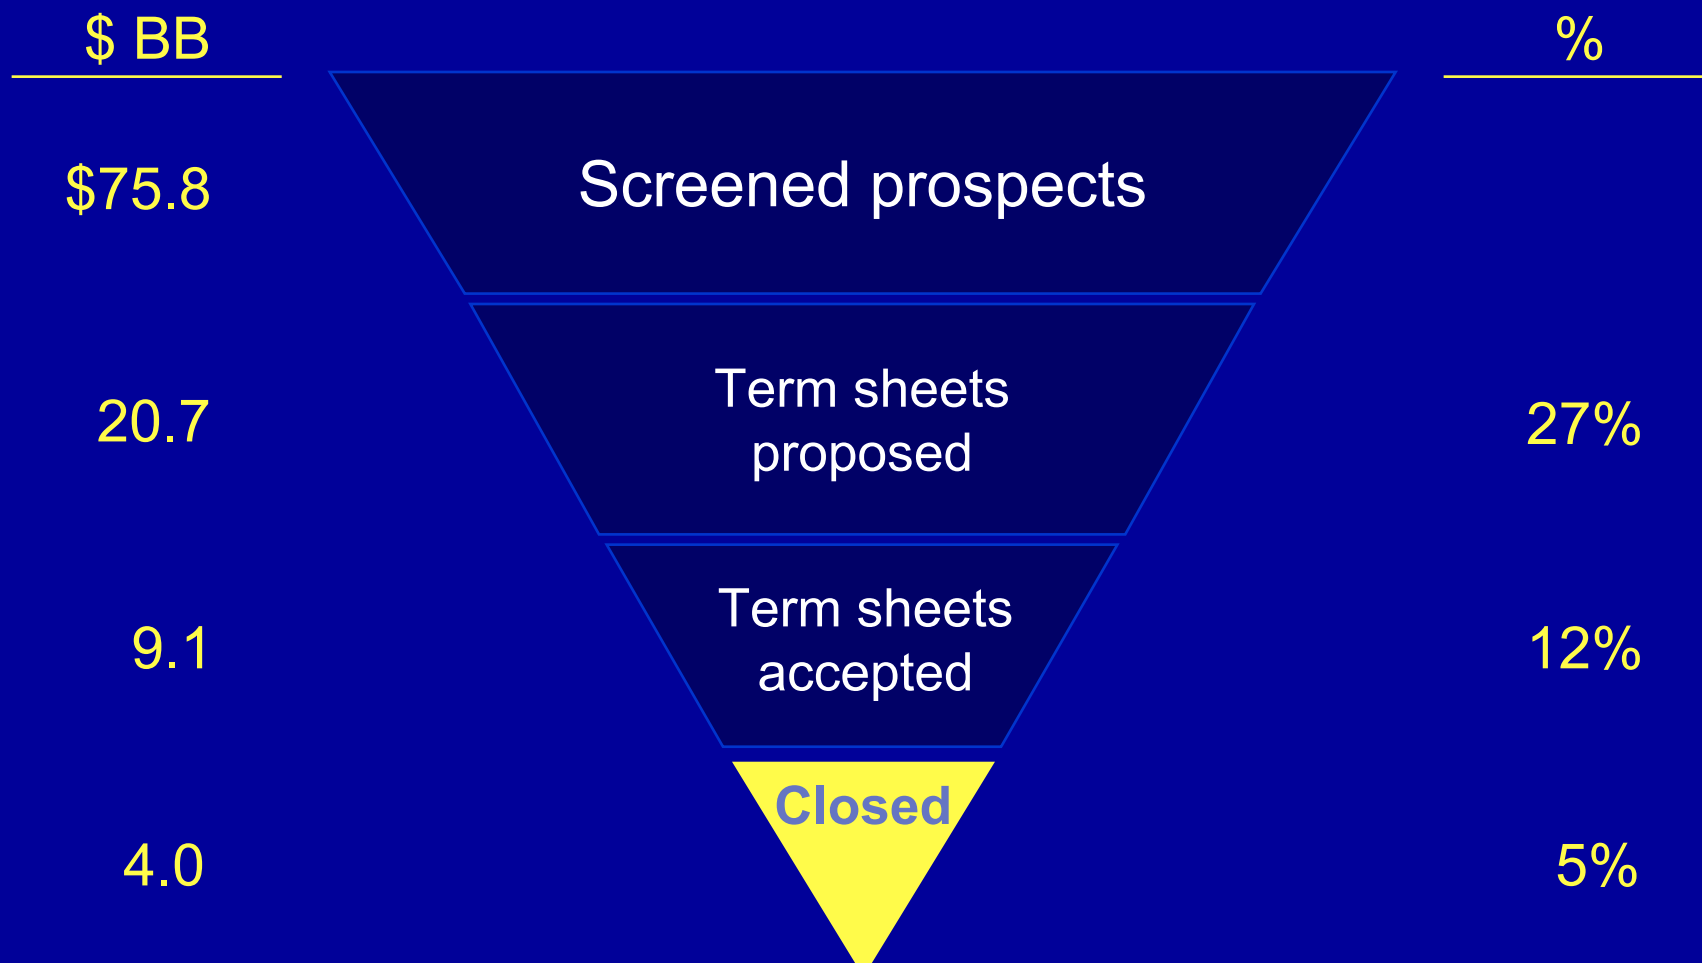 $ BB
%
$75.8
Screened prospects
20.7
Term sheets
proposed
27%
9.1
Term sheets
accepted
12%
Closed
4.0
5%